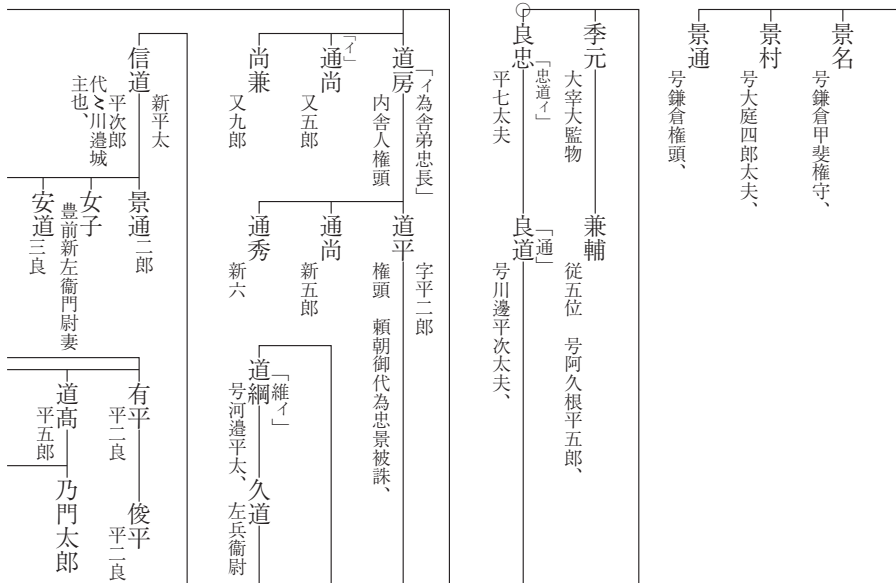 景名
号鎌倉甲斐権守、
景村
号大庭四郎太夫、
景通
号鎌倉権頭、
季元
大宰大監物
兼輔
従五位　号阿久根平五郎、
良忠
「忠道ィ」
平七太夫
良道
「通」
号川邉平次太夫、
道房
「ィ為舎弟忠長」
内舎人権頭
道平
字平二郎
権頭　頼朝御代為忠景被誅、
通尚
「ィ」
又五郎
通尚
新五郎
尚兼
又九郎
通秀
新六
道綱
「維ィ」
号河邉平太、
久道
左兵衞尉
信道
新平太
平次郎
代々川邉城
主也、
景通
二郎
女子
豊前新左衞門尉妻
安道
三良
有平
平二良
俊平
平二良
道髙
平五郎
乃門太郎